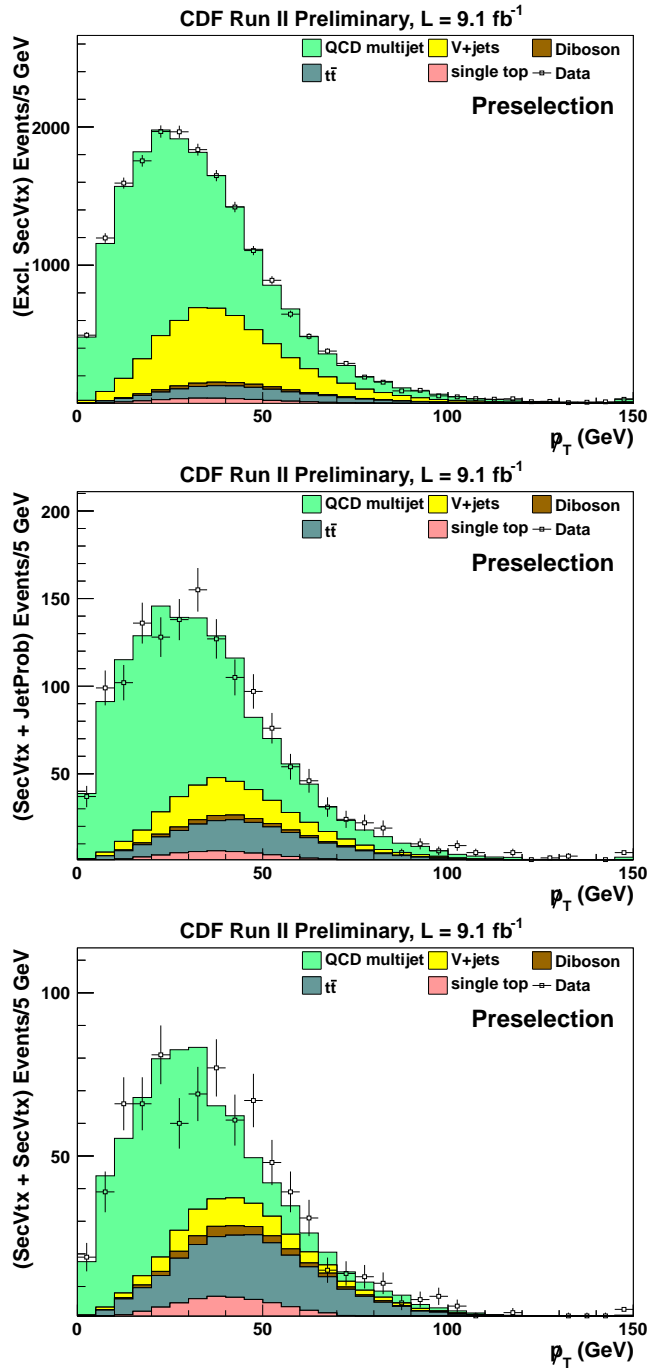 CDF Run II Preliminary, L = 9.1 fb⁻¹
QCD multijet V+jets Diboson
tt̄ single top Data
Preselection
(Excl. SecVtx) Events/5 GeV
2000
1000
0 50 100 150
p̸_T (GeV)
CDF Run II Preliminary, L = 9.1 fb⁻¹
QCD multijet V+jets Diboson
tt̄ single top Data
Preselection
(SecVtx + JetProb) Events/5 GeV
200
150
100
50
0 50 100 150
p̸_T (GeV)
CDF Run II Preliminary, L = 9.1 fb⁻¹
QCD multijet V+jets Diboson
tt̄ single top Data
Preselection
(SecVtx + SecVtx) Events/5 GeV
100
50
0 50 100 150
p̸_T (GeV)